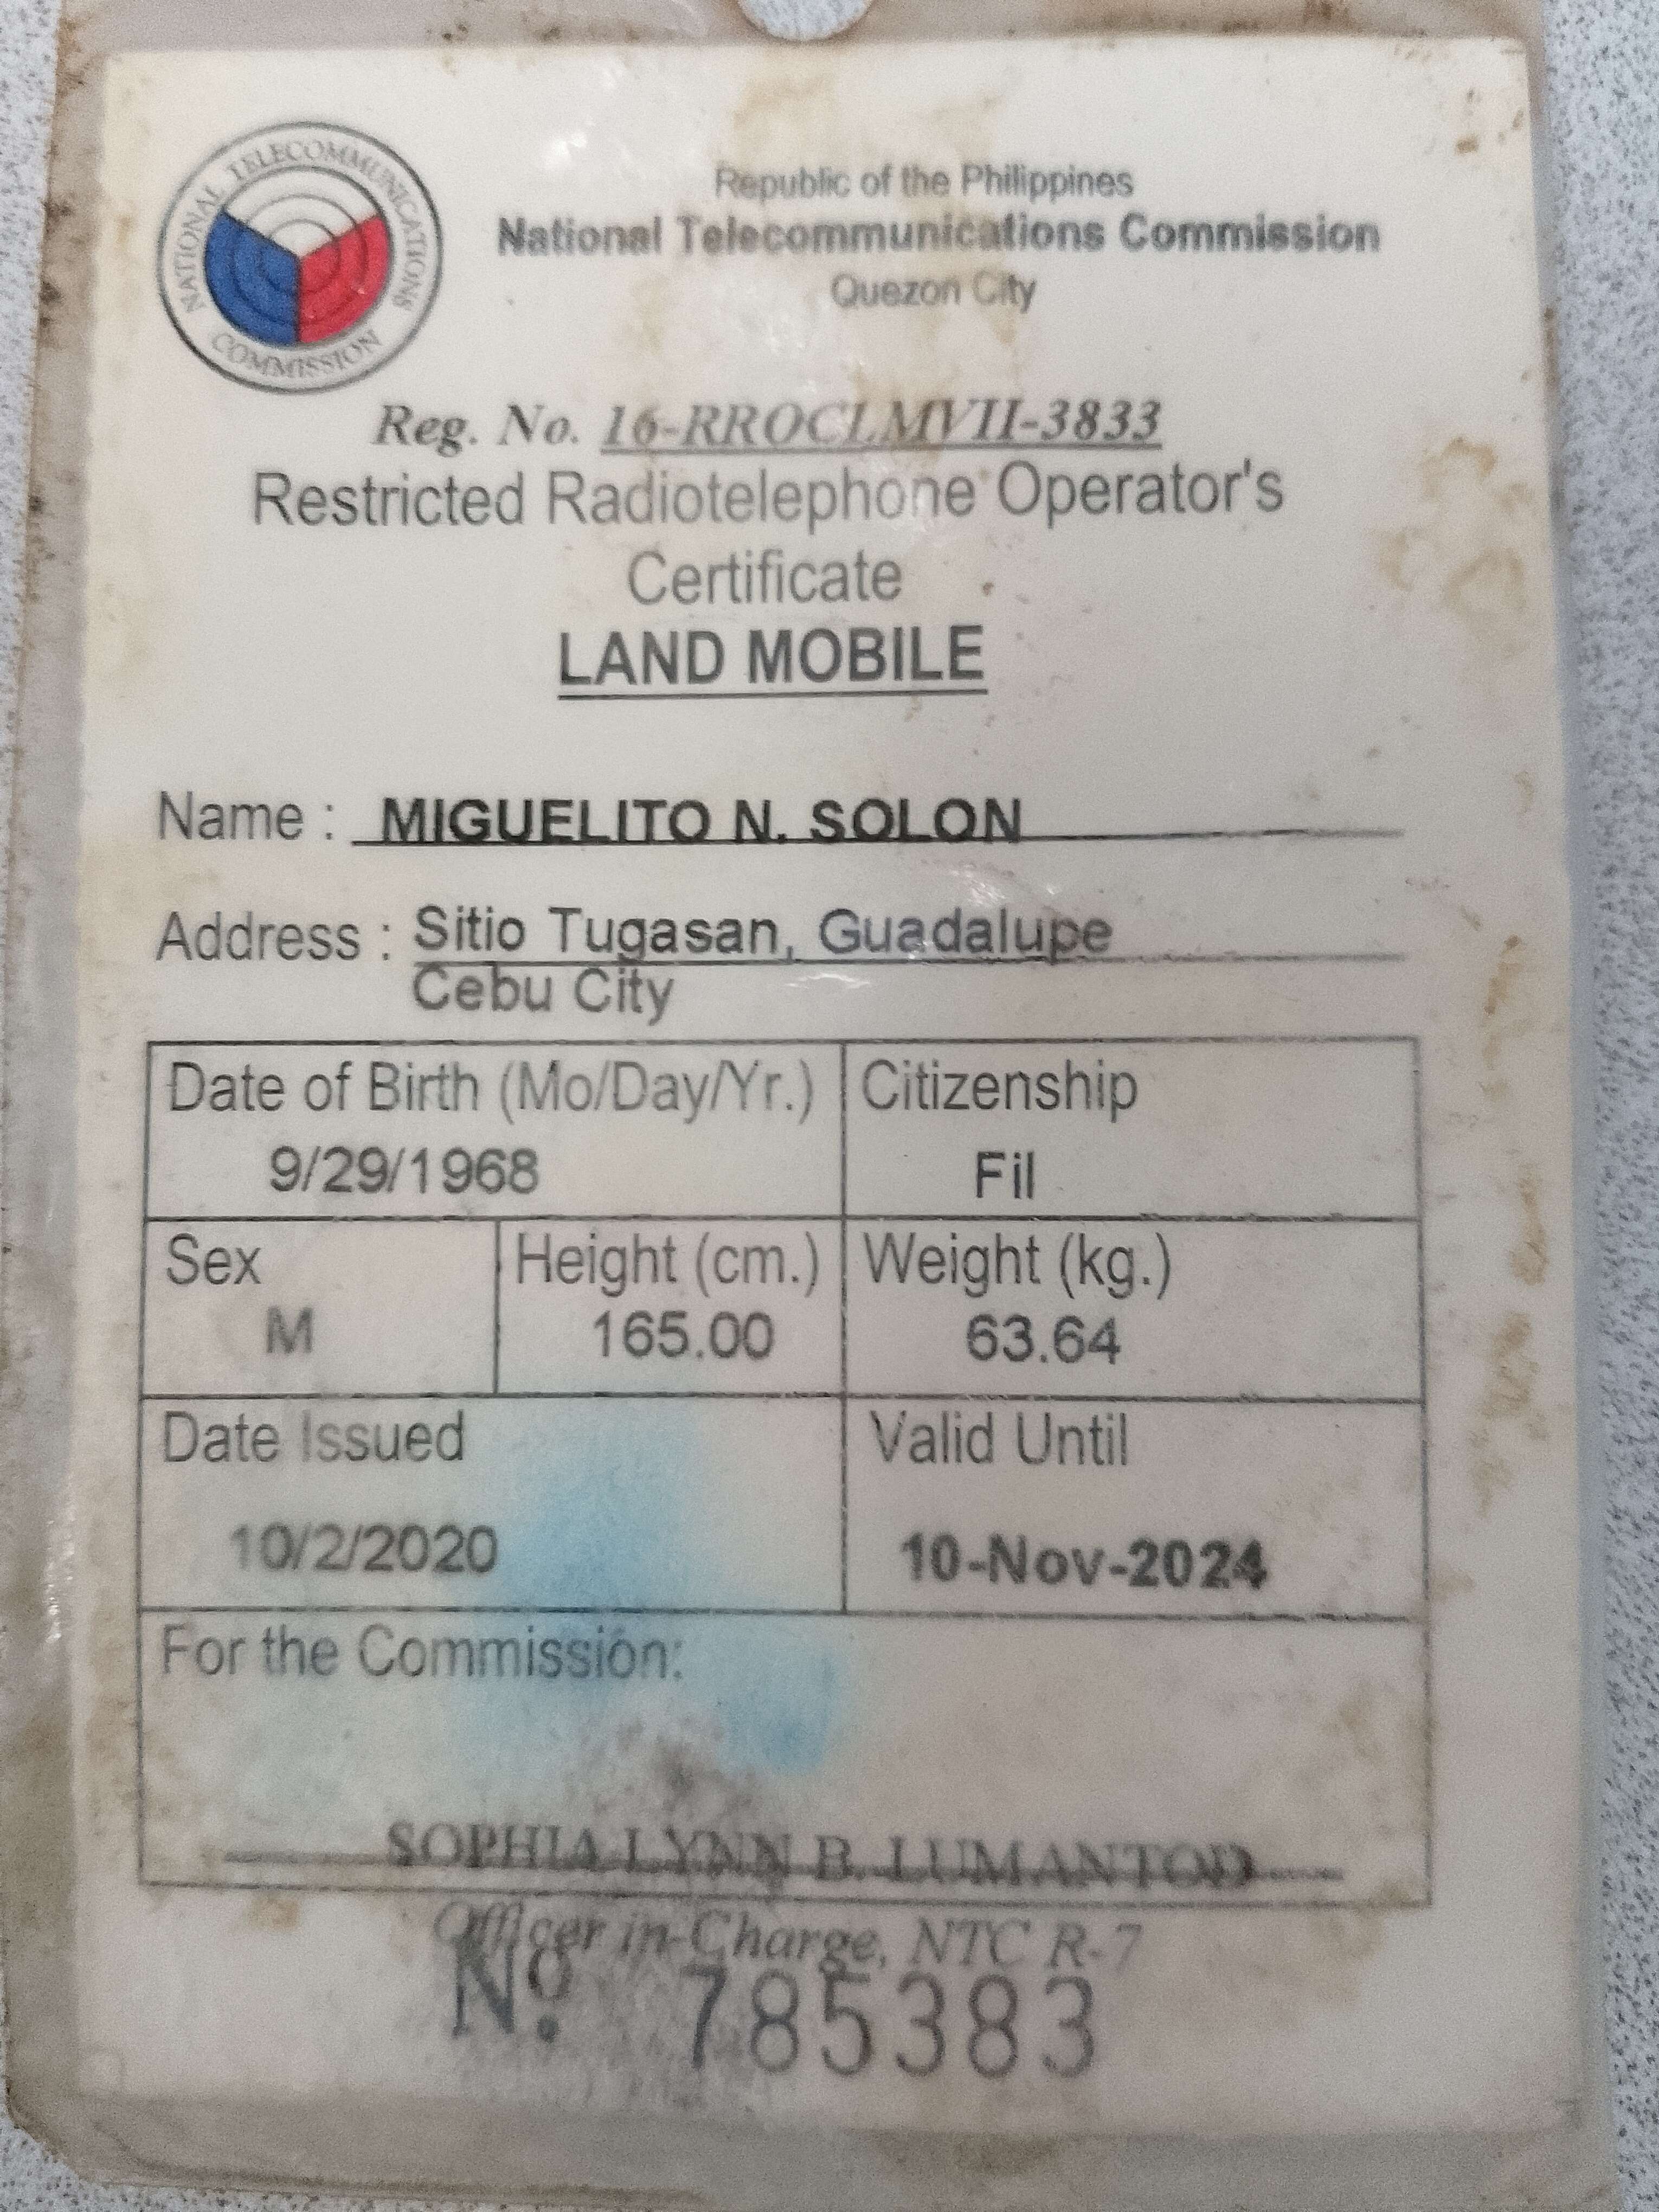 NATIONAL TELECOMMUNICATIONS COMMISSION
Republic of the Philippines
National Telecommunications Commission
Quezon City
Reg. No. 16-RROCLMVII-3833
Restricted Radiotelephone Operator's
Certificate
LAND MOBILE
Name : MIGUELITO N. SOLON
Address : Sitio Tugasan, Guadalupe
Cebu City
Date of Birth (Mo/Day/Yr.) Citizenship
9/29/1968 Fil
Sex Height (cm.) Weight (kg.)
M 165.00 63.64
Date Issued Valid Until
10/2/2020 10-Nov-2024
For the Commission:
SOPHIA LYNN B. LUMANTOD
Officer in-Charge, NTC R-7
Nº 785383